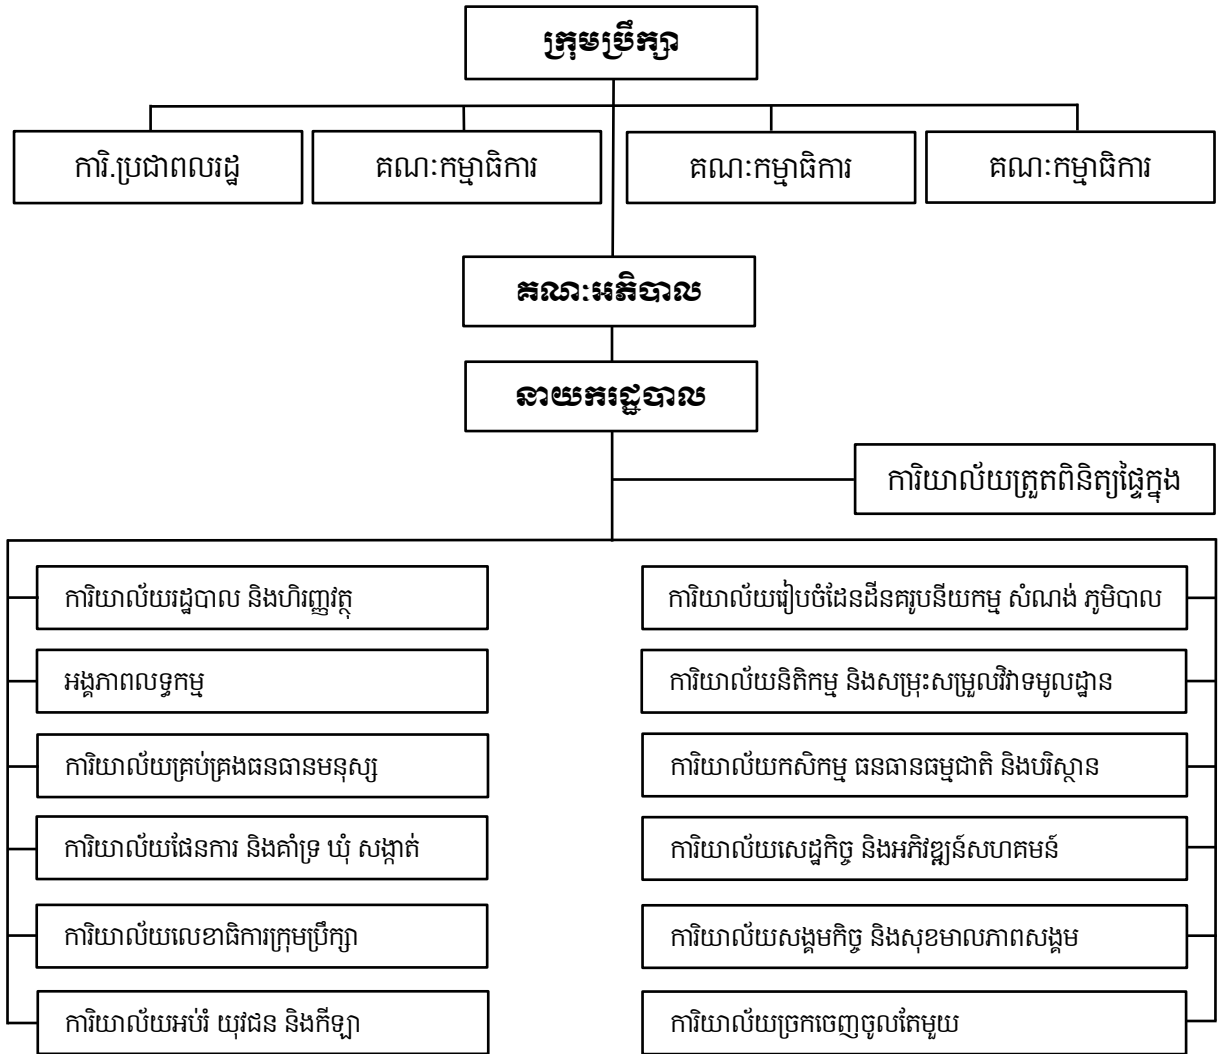 ក្រុមប្រឹក្សា
ការិ.ប្រជាពលរដ្ឋ
គណៈកម្មាធិការ
គណៈកម្មាធិការ
គណៈកម្មាធិការ
គណៈអភិបាល
នាយករដ្ឋបាល
ការិយាល័យត្រួតពិនិត្យផ្ទៃក្នុង
ការិយាល័យរដ្ឋបាល និងហិរញ្ញវត្ថុ
អង្គភាពលទ្ធកម្ម
ការិយាល័យគ្រប់គ្រងធនធានមនុស្ស
ការិយាល័យផែនការ និងគាំទ្រ ឃុំ សង្កាត់
ការិយាល័យលេខាធិការក្រុមប្រឹក្សា
ការិយាល័យអប់រំ យុវជន និងកីឡា
ការិយាល័យរៀបចំដែនដីនគរូបនីយកម្ម សំណង់ ភូមិបាល
ការិយាល័យនិតិកម្ម និងសម្រុះសម្រួលវិវាទមូលដ្ឋាន
ការិយាល័យកសិកម្ម ធនធានធម្មជាតិ និងបរិស្ថាន
ការិយាល័យសេដ្ឋកិច្ច និងអភិវឌ្ឍន៍សហគមន៍
ការិយាល័យសង្គមកិច្ច និងសុខមាលភាពសង្គម
ការិយាល័យច្រកចេញចូលតែមួយ